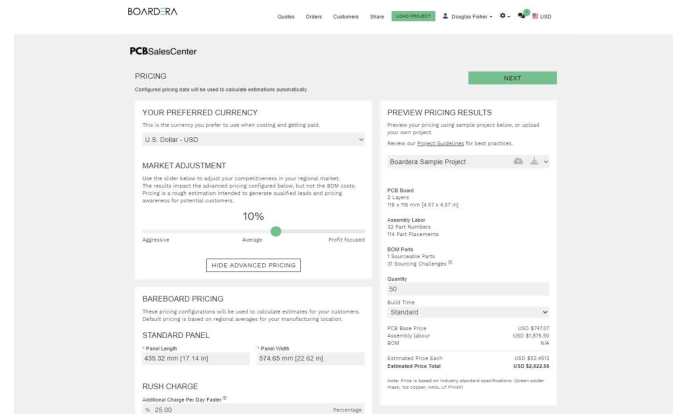 BOARDERA
Quotes Orders Customers Share LOAD PROJECT Douglas Fisher USD
PCBSalesCenter
PRICING
Configured pricing data will be used to calculate estimations automatically
NEXT
YOUR PREFERRED CURRENCY
This is the currency you prefer to use when costing and getting paid.
U.S. Dollar - USD
MARKET ADJUSTMENT
Use the slider below to adjust your competitiveness in your regional market.
The results impact the advanced pricing configured below, but not the BOM costs.
Pricing is a rough estimation intended to generate qualified leads and pricing
awareness for potential customers.
10%
Aggressive Average Profit focused
HIDE ADVANCED PRICING
BAREBOARD PRICING
These pricing configurations will be used to calculate estimates for your customers.
Default pricing is based on regional averages for your manufacturing location.
STANDARD PANEL
* Panel Length * Panel Width
435.32 mm [17.14 in] 574.65 mm [22.62 in]
RUSH CHARGE
Additional Charge Per Day Faster
% 25.00 Percentage
PREVIEW PRICING RESULTS
Preview your pricing using sample project below, or upload
your own project.
Review our Project Guidelines for best practices.
Boardera Sample Project
PCB Board
2 Layers
116 x 116 mm [4.57 x 4.57 in]
Assembly Labor
32 Part Numbers
114 Part Placements
BOM Parts
1 Sourceable Parts
31 Sourcing Challenges
Quantity
50
Build Time
Standard
PCB Base Price USD $747.07
Assembly labour USD $1,875.50
BOM N/A
Estimated Price Each USD $52.4512
Estimated Price Total USD $2,622.56
Note: Price is based on industry standard specifications: (Green solder
mask, 1oz copper, HASL LF Finish)